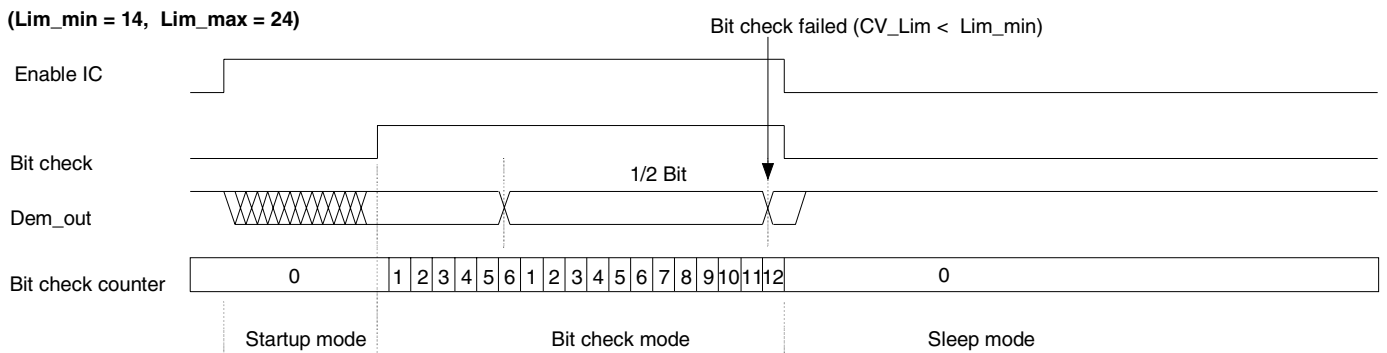 (Lim_min = 14, Lim_max = 24)
Bit check failed (CV_Lim < Lim_min)
Enable IC
Bit check
1/2 Bit
Dem_out
Bit check counter 0 1 2 3 4 5 6 1 2 3 4 5 6 7 8 9 10 11 12 0
Startup mode Bit check mode Sleep mode